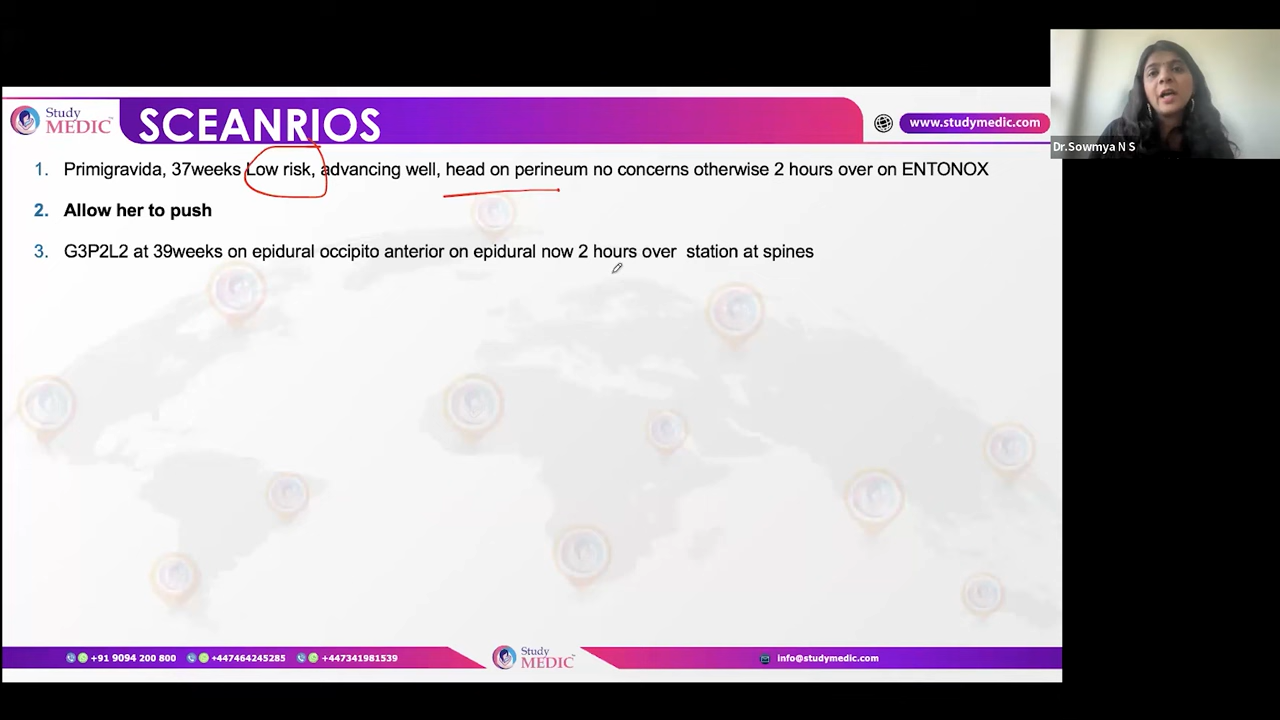 Study
MEDIC
SCEANRIOS
www.studymedic.com
Dr.Sowmya N S
1. Primigravida, 37weeks Low risk, advancing well, head on perineum no concerns otherwise 2 hours over on ENTONOX
2. Allow her to push
3. G3P2L2 at 39weeks on epidural occipito anterior on epidural now 2 hours over station at spines
+91 9094 200 800 +447464245285 +447341981539
Study
MEDIC
info@studymedic.com